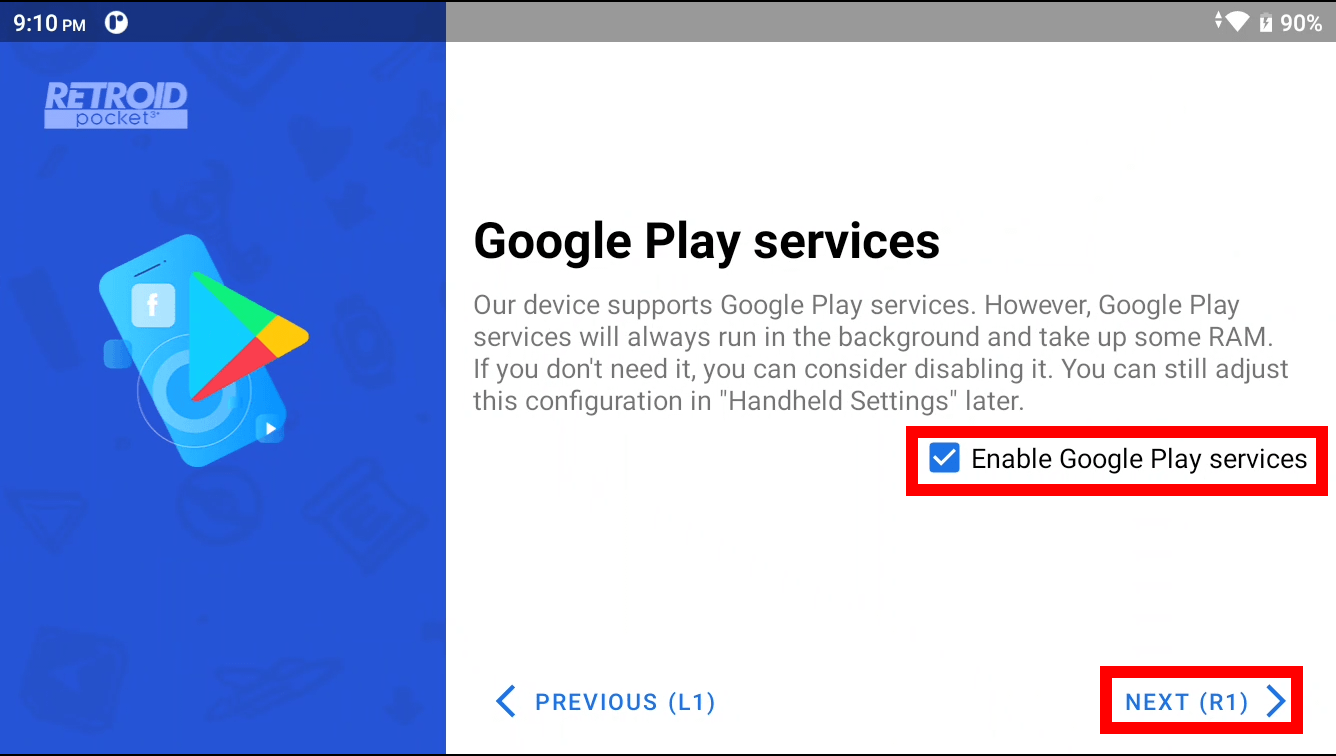 9:10 PM
90%
RETROID
pocket3+
Google Play services
Our device supports Google Play services. However, Google Play
services will always run in the background and take up some RAM.
If you don't need it, you can consider disabling it. You can still adjust
this configuration in "Handheld Settings" later.
Enable Google Play services
PREVIOUS (L1)
NEXT (R1)